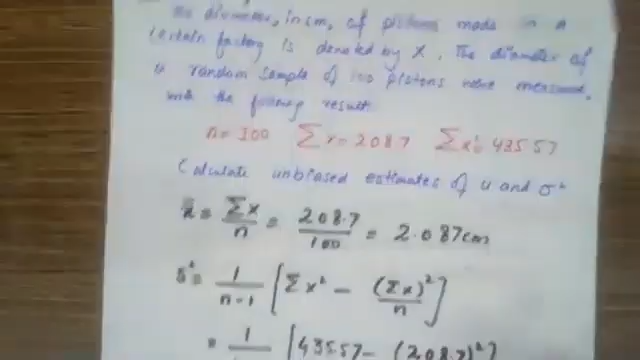 the diameter, in cm, of pistons made in a
certain factory is denoted by X. The diameter of
a random sample of 100 pistons were measured
with the following result
n = 100 Σx = 208.7 Σx² = 435.57
Calculate unbiased estimates of u and σ²
x̄ = Σx/n = 208.7/100 = 2.087cm
s² = 1/(n-1) [Σx² - (Σx)²/n]
= [435.57 - (208.7)²]